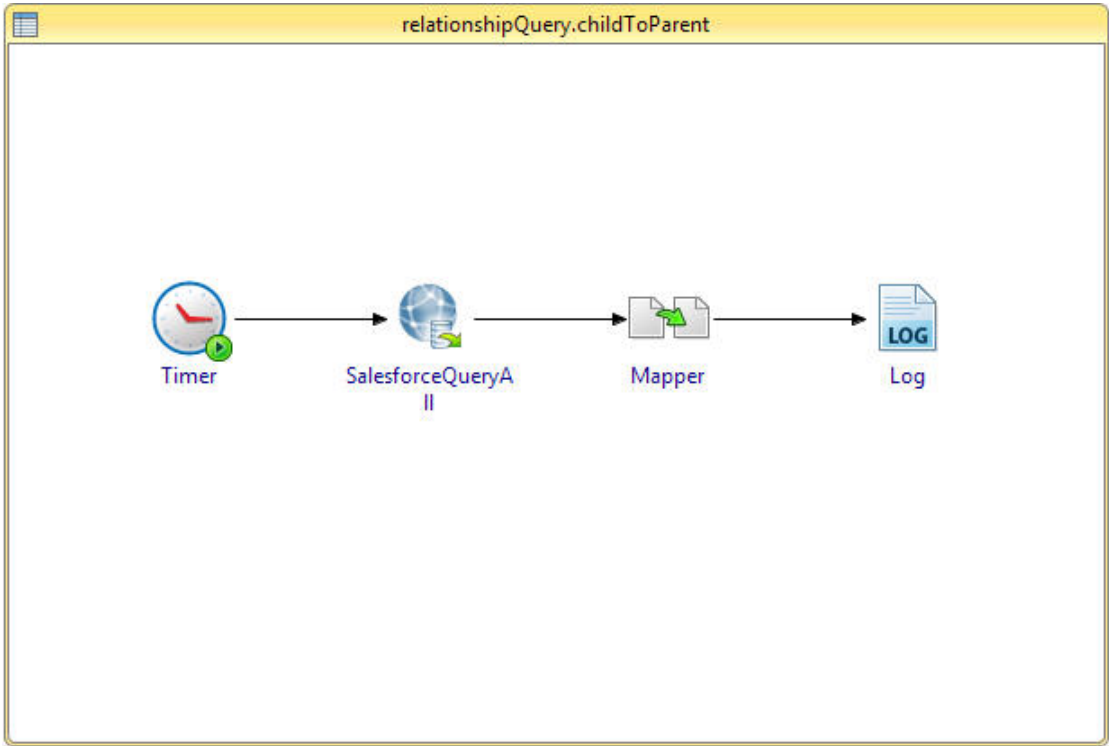 relationshipQuery.childToParent
Timer
SalesforceQueryA
ll
Mapper
LOG
Log